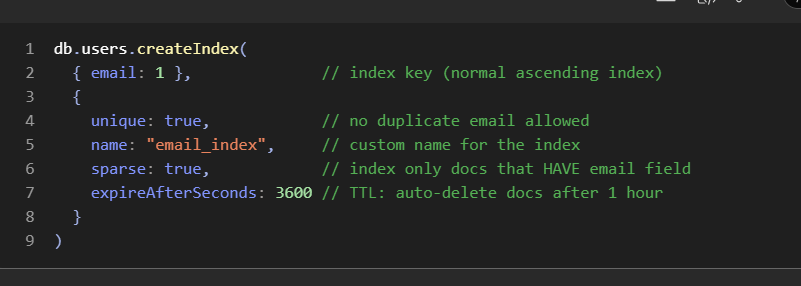 1 db.users.createIndex(
2 { email: 1 }, // index key (normal ascending index)
3 {
4 unique: true, // no duplicate email allowed
5 name: "email_index", // custom name for the index
6 sparse: true, // index only docs that HAVE email field
7 expireAfterSeconds: 3600 // TTL: auto-delete docs after 1 hour
8 }
9 )